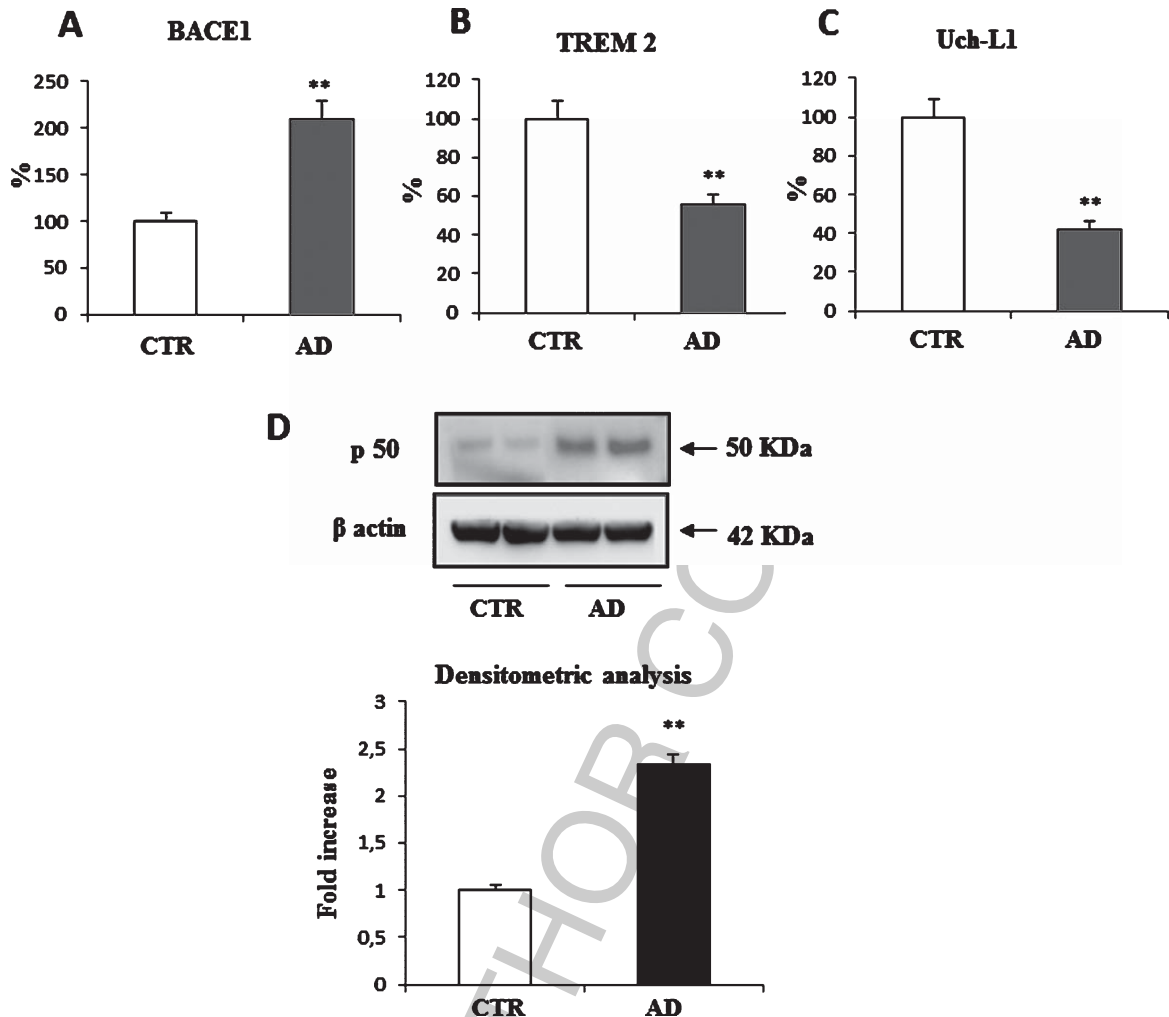 A
BACE1
250
200
150
100
50
0
%
**
CTR
AD
B
TREM 2
120
100
80
60
40
20
0
%
**
CTR
AD
C
Uch-L1
120
100
80
60
40
20
0
%
**
CTR
AD
D
p 50
50 KDa
β actin
42 KDa
CTR
AD
Densitometric analysis
3
2,5
2
1,5
1
0,5
0
Fold increase
**
CTR
AD
THOR CO